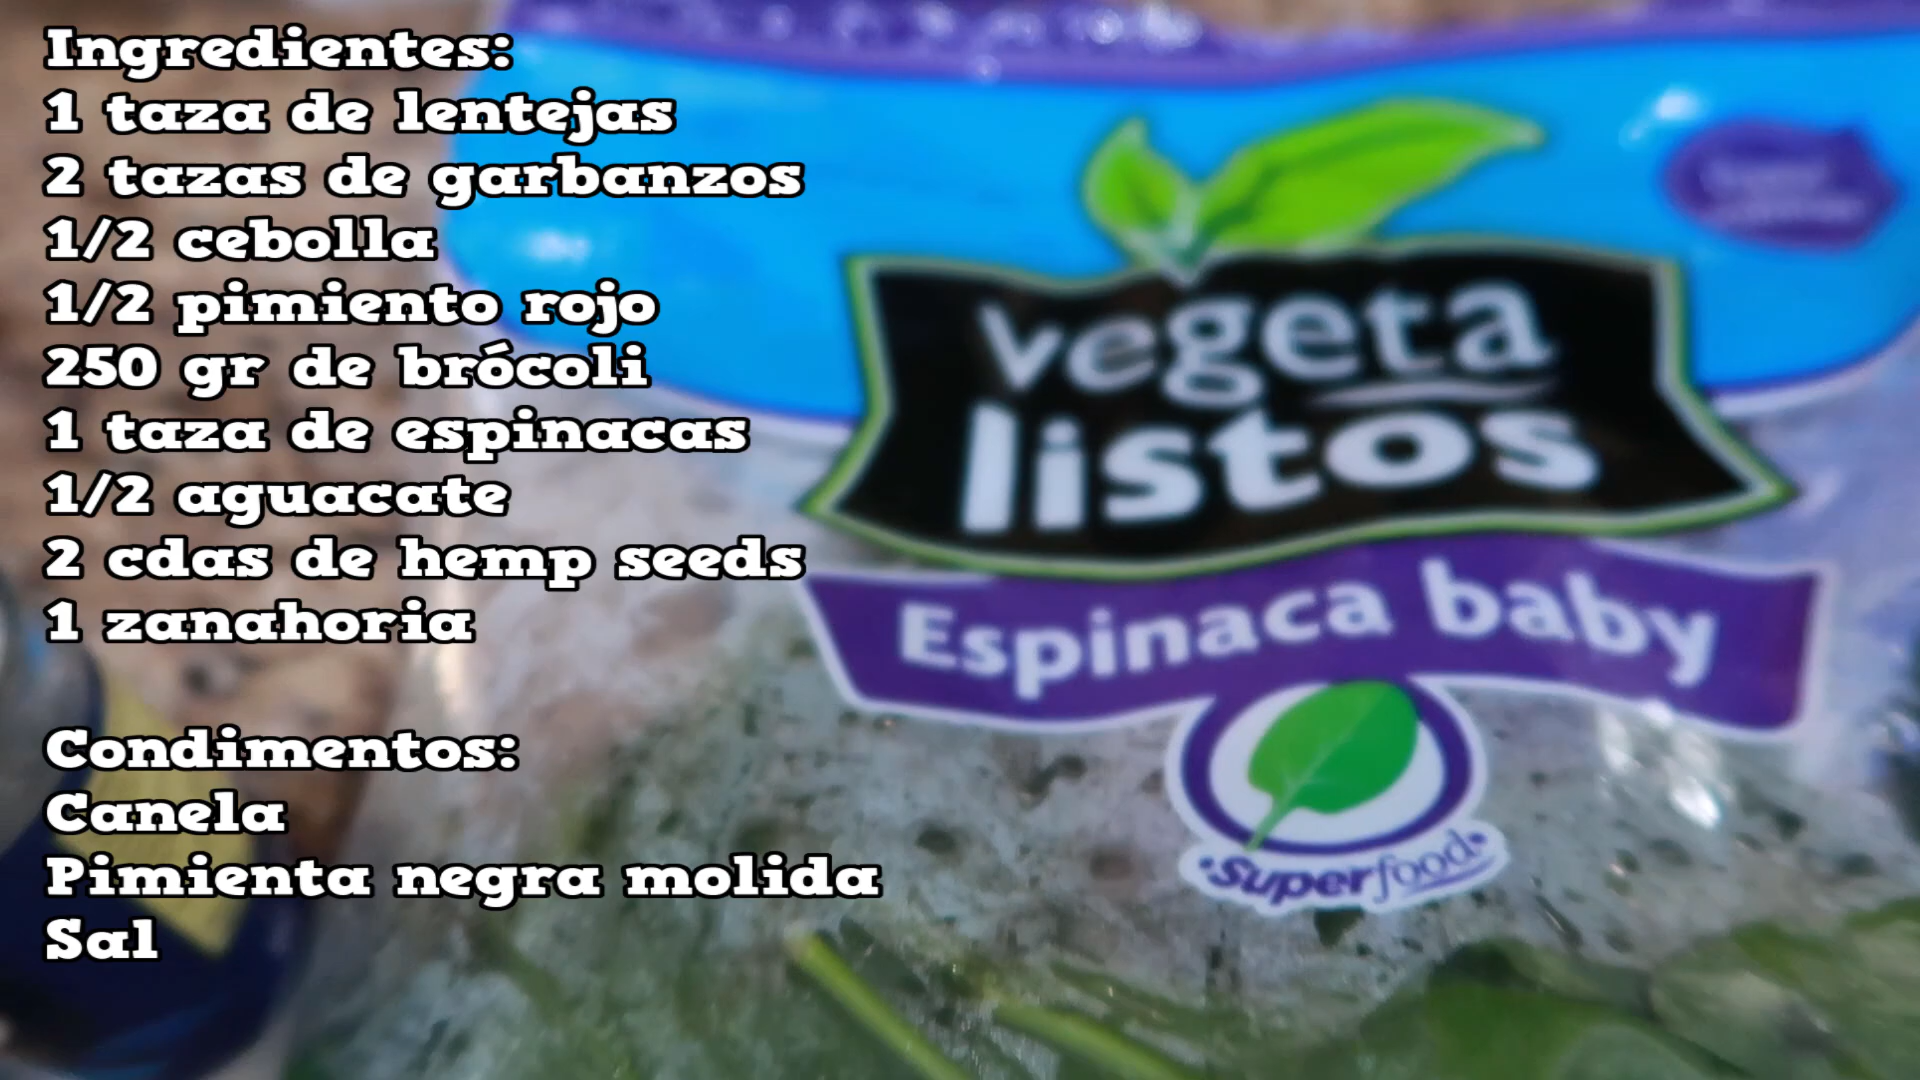 Ingredientes:
1 taza de lentejas
2 tazas de garbanzos
1/2 cebolla
1/2 pimiento rojo
250 gr de brócoli
1 taza de espinacas
1/2 aguacate
2 cdas de hemp seeds
1 zanahoria
Condimentos:
Canela
Pimienta negra molida
Sal
vegeta
listos
Espinaca baby
•Superfood•